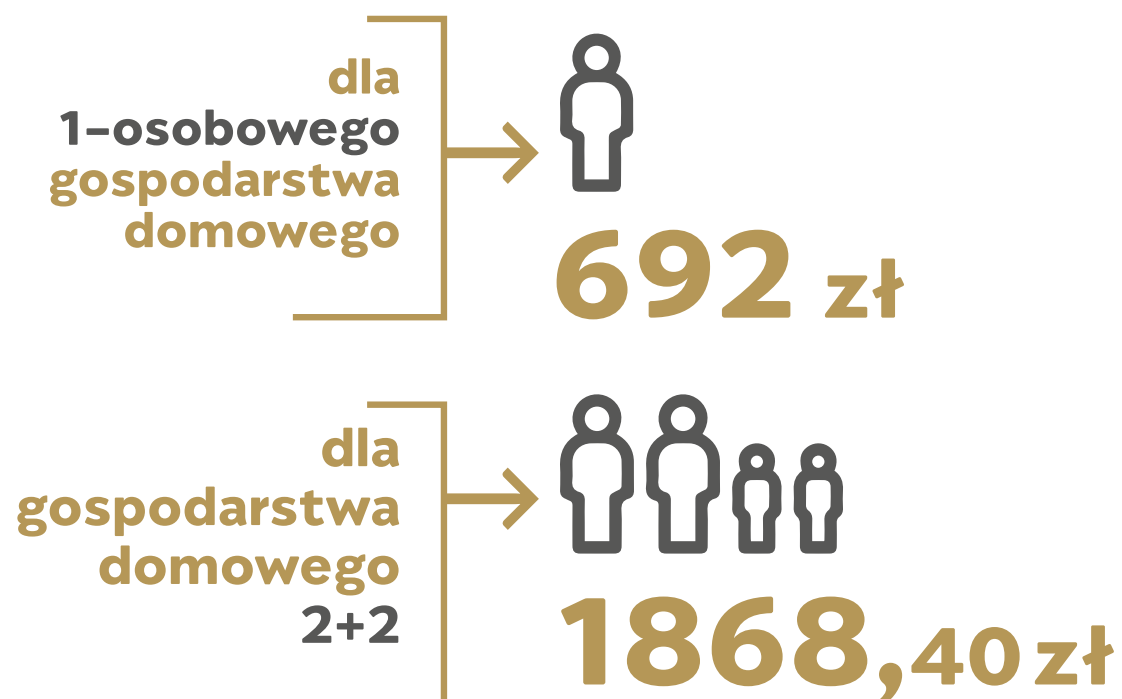 dla
1-osobowego
gospodarstwa
domowego
692 zł
dla
gospodarstwa
domowego
2+2
1868,40 zł